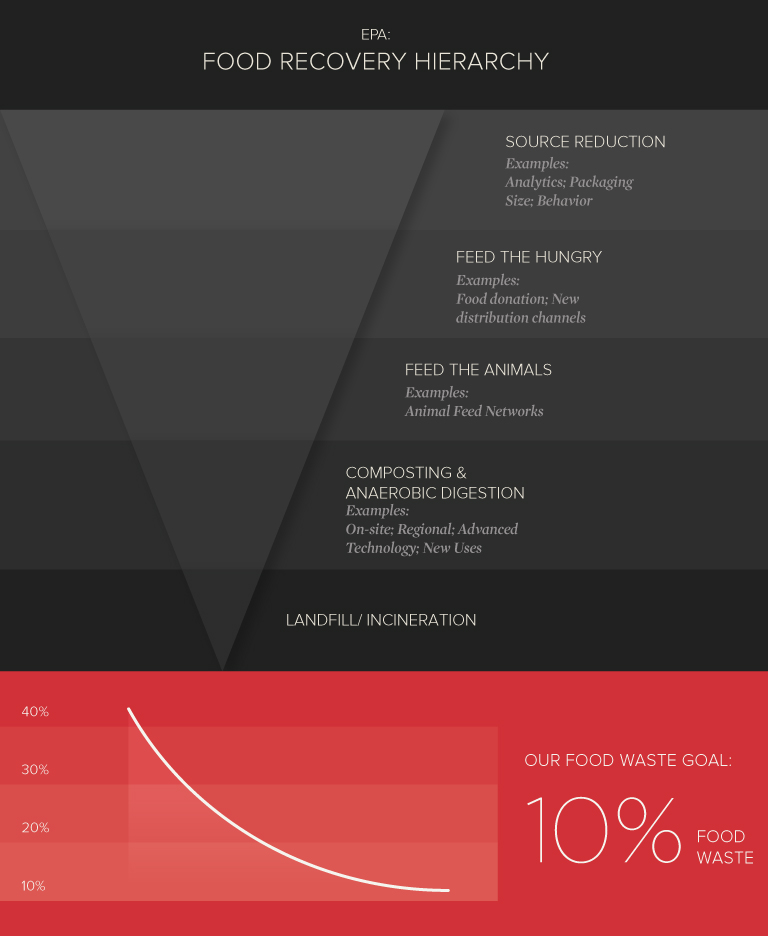 EPA:
FOOD RECOVERY HIERARCHY
SOURCE REDUCTION
Examples:
Analytics; Packaging
Size; Behavior
FEED THE HUNGRY
Examples:
Food donation; New
distribution channels
FEED THE ANIMALS
Examples:
Animal Feed Networks
COMPOSTING &
ANAEROBIC DIGESTION
Examples:
On-site; Regional; Advanced
Technology; New Uses
LANDFILL/ INCINERATION
40%
30%
20%
10%
OUR FOOD WASTE GOAL:
10%
FOOD
WASTE